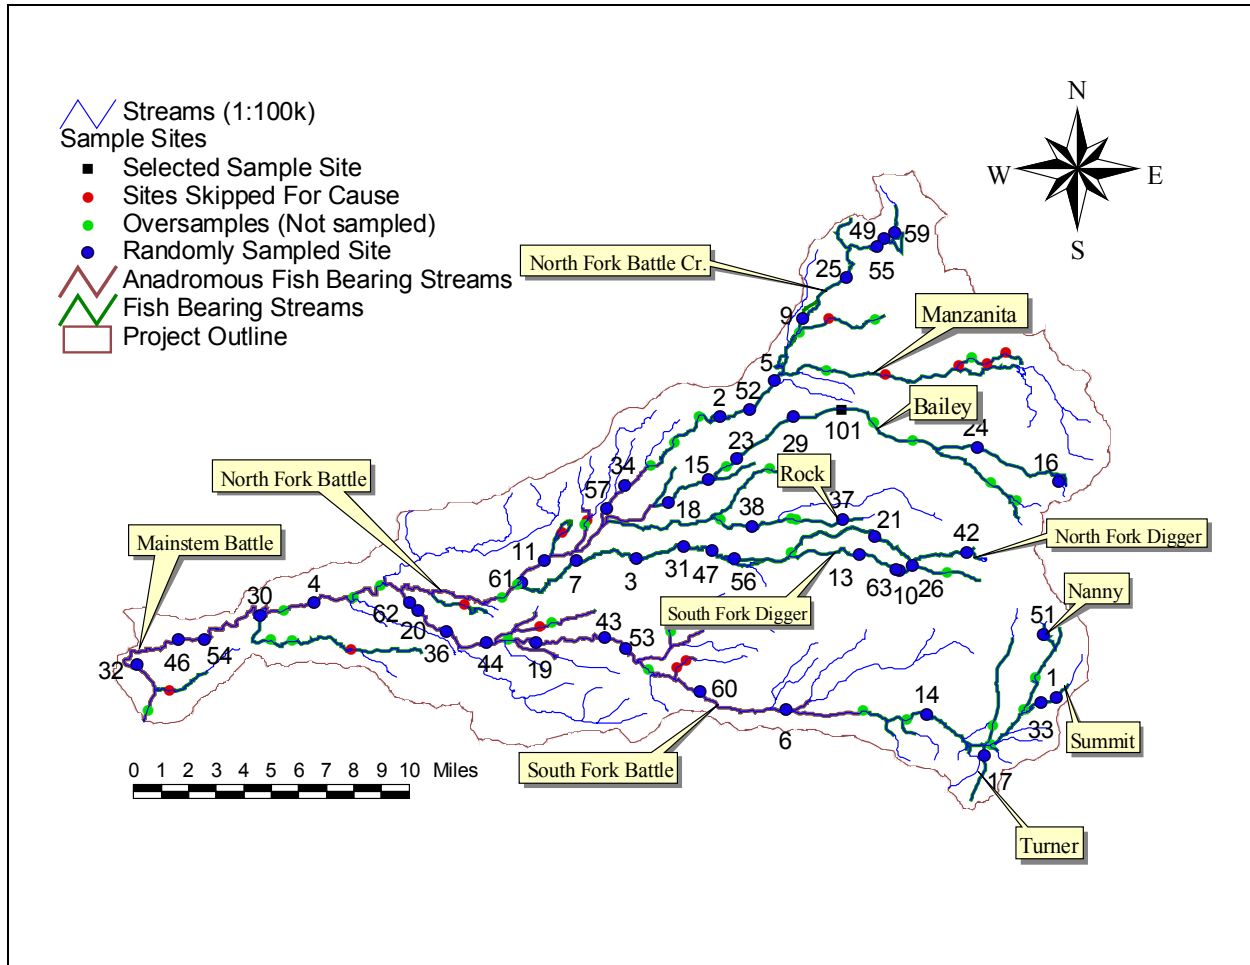 Streams (1:100k)
Sample Sites
Selected Sample Site
Sites Skipped For Cause
Oversamples (Not sampled)
Randomly Sampled Site
Anadromous Fish Bearing Streams
Fish Bearing Streams
Project Outline
N
W
E
S
49
59
55
North Fork Battle Cr.
25
9
Manzanita
5
2
52
Bailey
29
101
24
23
15
16
Rock
34
North Fork Battle
57
18
38
37
21
42
North Fork Digger
Mainstem Battle
11
61
7
3
31
47
56
13
63
10
26
South Fork Digger
Nanny
30
4
62
20
36
51
43
53
46
54
44
19
32
60
6
14
1
33
Summit
South Fork Battle
17
0 1 2 3 4 5 6 7 8 9 10 Miles
Turner